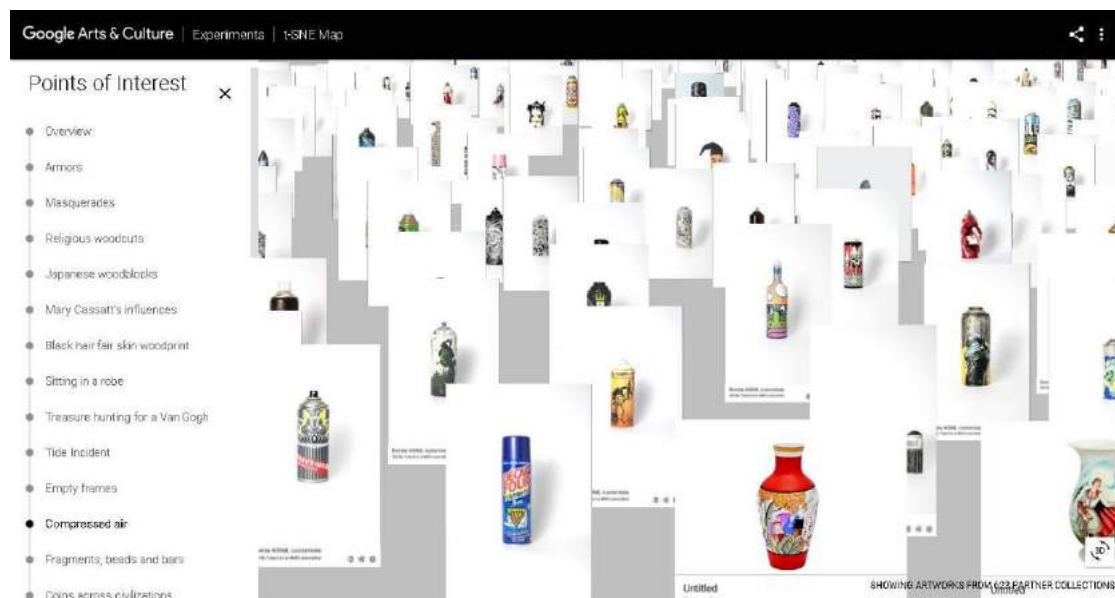 Google Arts & Culture | Experiments | t-SNE Map
Points of Interest
Overview
Armors
Masquerades
Religious woodcuts
Japanese woodblocks
Mary Cassatt's influences
Black hair fair skin woodprint
Sitting in a robe
Treasure hunting for a Van Gogh
Tide Incident
Empty frames
Compressed air
Fragments, beads and bars
Coins across civilizations
3D
Untitled
SHOWING ARTWORKS FROM 623 PARTNER COLLECTIONS
Untitled